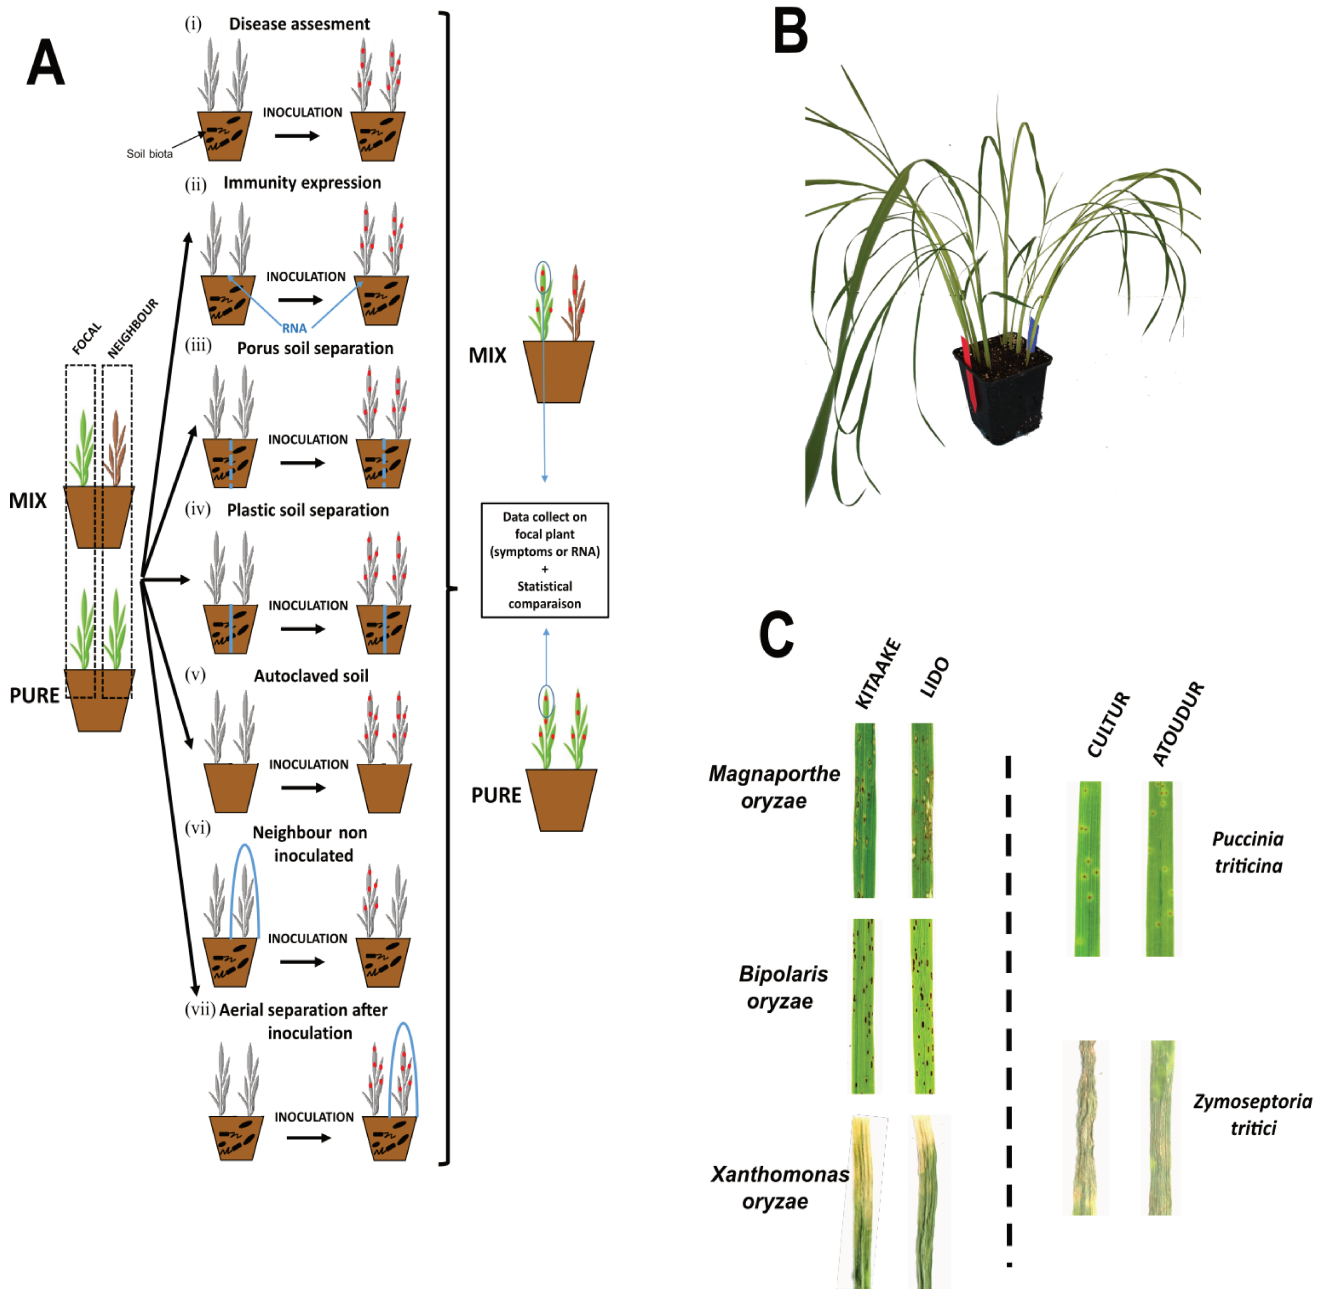 A
(i) Disease assesment
INOCULATION
Soil biota
(ii) Immunity expression
INOCULATION
RNA
(iii) Porus soil separation
INOCULATION
(iv) Plastic soil separation
INOCULATION
(v) Autoclaved soil
INOCULATION
(vi) Neighbour non
inoculated
INOCULATION
(vii) Aerial separation after
inoculation
INOCULATION
FOCAL
NEIGHBOUR
MIX
PURE
MIX
Data collect on
focal plant
(symptoms or RNA)
+
Statistical
comparaison
PURE
B
C
KITAAKE
LIDO
Magnaporthe
oryzae
Bipolaris
oryzae
Xanthomonas
oryzae
CULTUR
ATOUDUR
Puccinia
triticina
Zymoseptoria
tritici